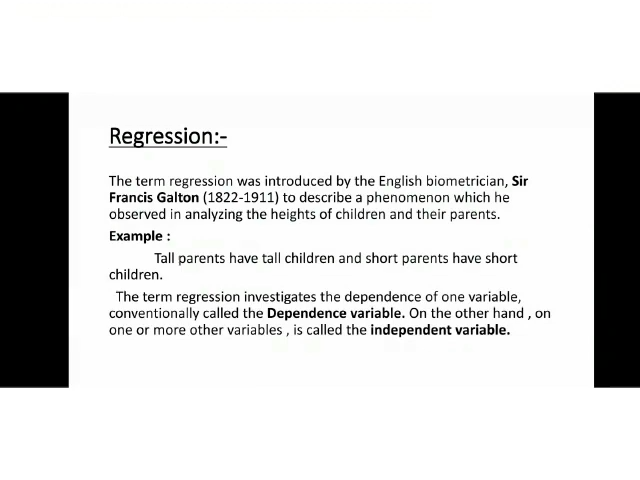 Regression:-
The term regression was introduced by the English biometrician, Sir
Francis Galton (1822-1911) to describe a phenomenon which he
observed in analyzing the heights of children and their parents.
Example :
Tall parents have tall children and short parents have short
children.
The term regression investigates the dependence of one variable,
conventionally called the Dependence variable. On the other hand , on
one or more other variables , is called the independent variable.